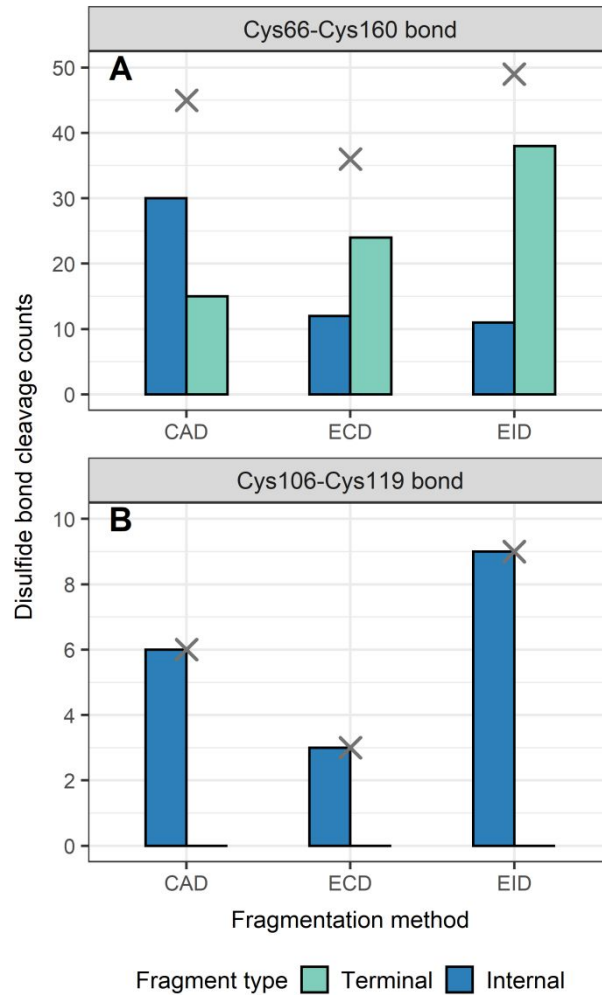 Cys66-Cys160 bond
A
50
40
30
20
10
0
CAD ECD EID
Cys106-Cys119 bond
B
10
8
6
4
2
0
CAD ECD EID
Disulfide bond cleavage counts
Fragmentation method
Fragment type Terminal Internal